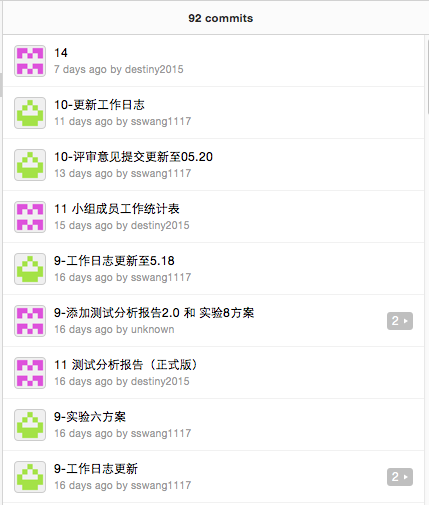 92 commits
14
7 days ago by destiny2015
10-更新工作日志
11 days ago by sswang1117
10-评审意见提交更新至05.20
13 days ago by sswang1117
11 小组成员工作统计表
15 days ago by destiny2015
9-工作日志更新至5.18
16 days ago by sswang1117
9-添加测试分析报告2.0 和 实验8方案
16 days ago by unknown
2
11 测试分析报告（正式版）
16 days ago by destiny2015
9-实验六方案
16 days ago by sswang1117
9-工作日志更新
16 days ago by sswang1117
2